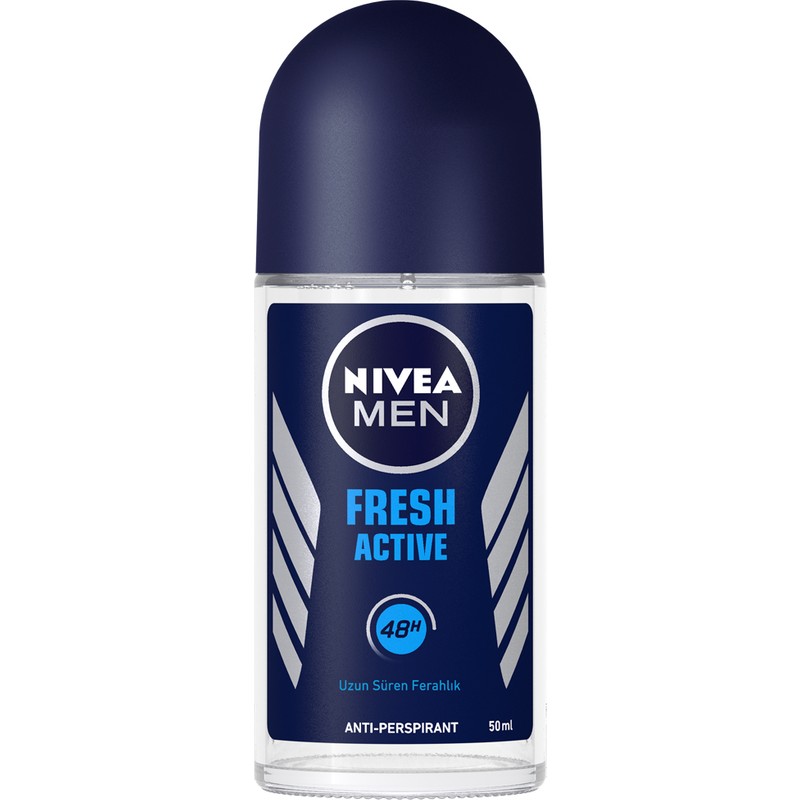 NIVEA
MEN
FRESH
ACTIVE
48H
Uzun Süren Ferahlık
ANTI-PERSPIRANT 50ml